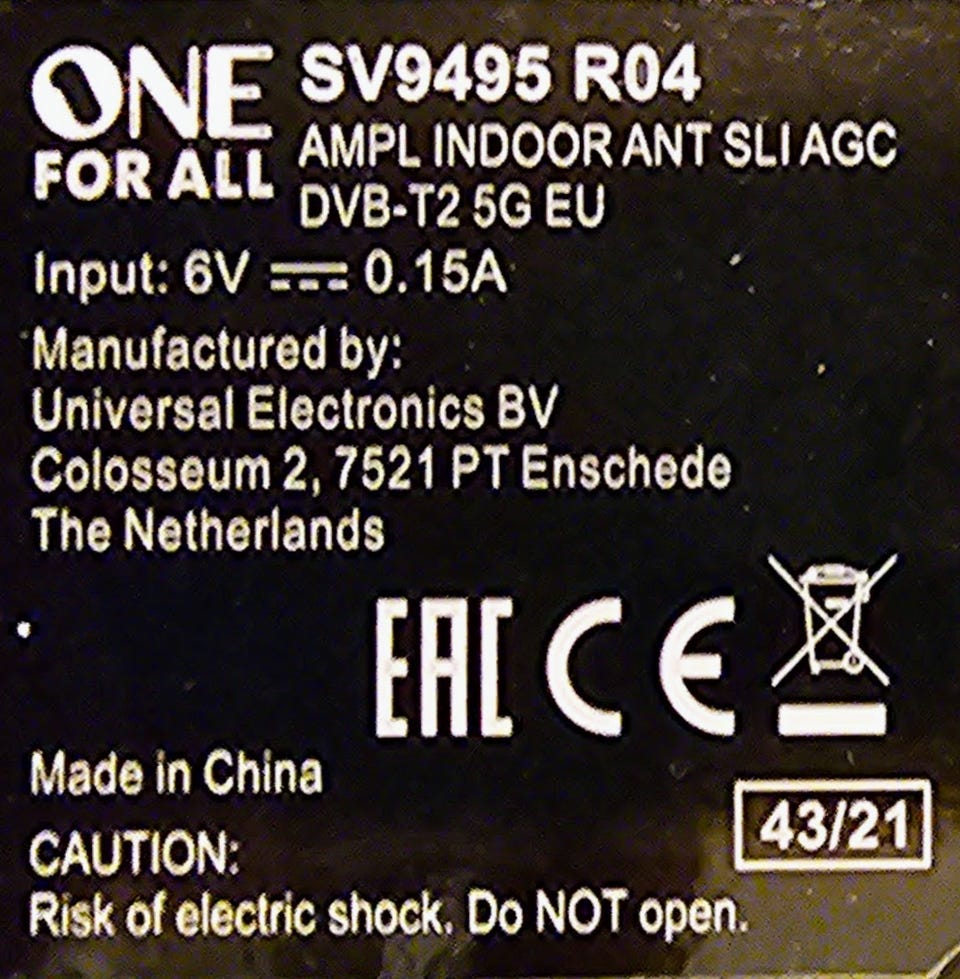 ONE
FOR ALL
SV9495 R04
AMPL INDOOR ANT SLI AGC
DVB-T2 5G EU
Input: 6V ⎓ 0.15A
Manufactured by:
Universal Electronics BV
Colosseum 2, 7521 PT Enschede
The Netherlands
EAC CE
Made in China
43/21
CAUTION:
Risk of electric shock. Do NOT open.